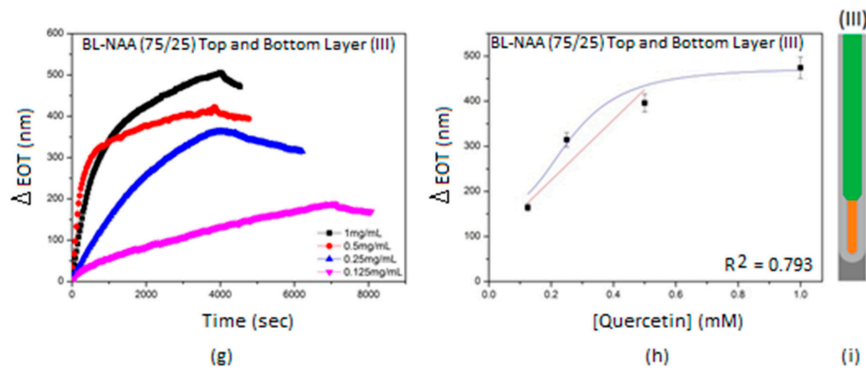 BL-NAA (75/25) Top and Bottom Layer (III)
600
500
400
300
200
100
0
Δ EOT (nm)
1mg/mL
0.5mg/mL
0.25mg/mL
0.125mg/mL
0 2000 4000 6000 8000
Time (sec)
(g)
BL-NAA (75/25) Top and Bottom Layer (III)
600
500
400
300
200
100
0
Δ EOT (nm)
R2 = 0.793
0.0 0.2 0.4 0.6 0.8 1.0
[Quercetin] (mM)
(h)
(III)
(i)